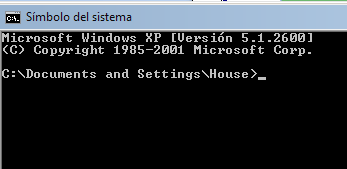 Símbolo del sistema
Microsoft Windows XP [Versión 5.1.2600]
(C) Copyright 1985-2001 Microsoft Corp.
C:\Documents and Settings\House>_